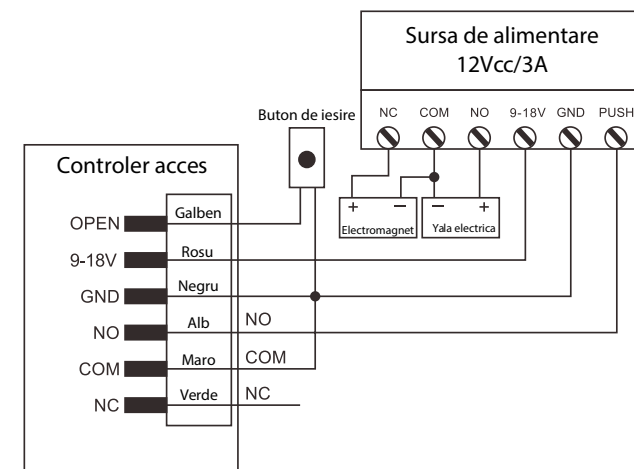 Sursa de alimentare
12Vcc/3A
NC COM NO 9-18V GND PUSH
Buton de iesire
Controler acces
+ − − +
Electromagnet Yala electrica
OPEN Galben
9-18V Rosu
GND Negru
NO Alb NO
COM Maro COM
NC Verde NC